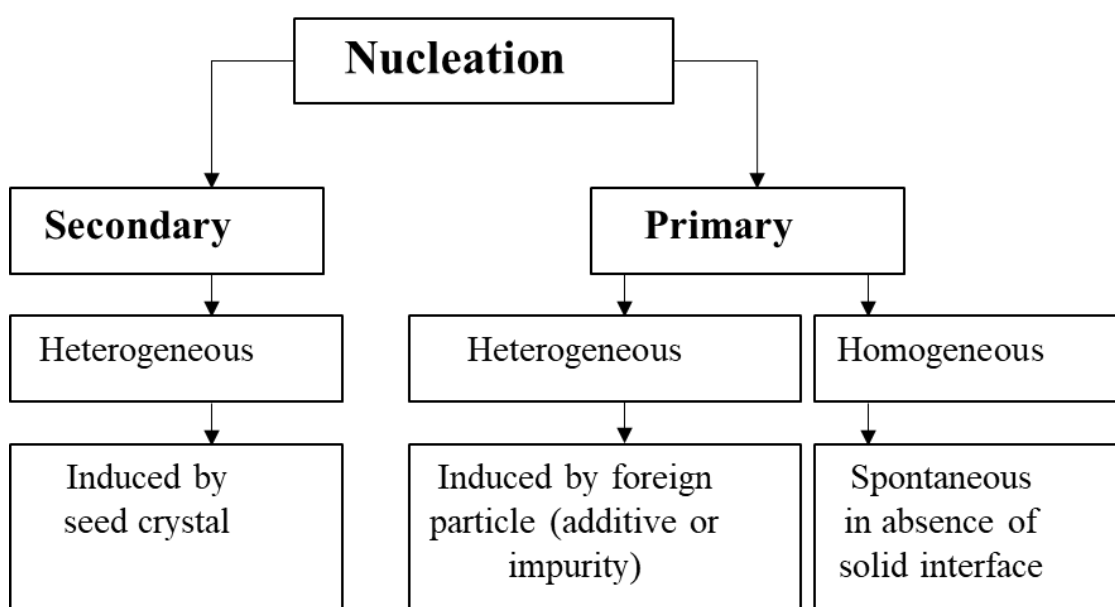 Nucleation
Secondary
Primary
Heterogeneous
Heterogeneous
Homogeneous
Induced by
seed crystal
Induced by foreign
particle (additive or
impurity)
Spontaneous
in absence of
solid interface